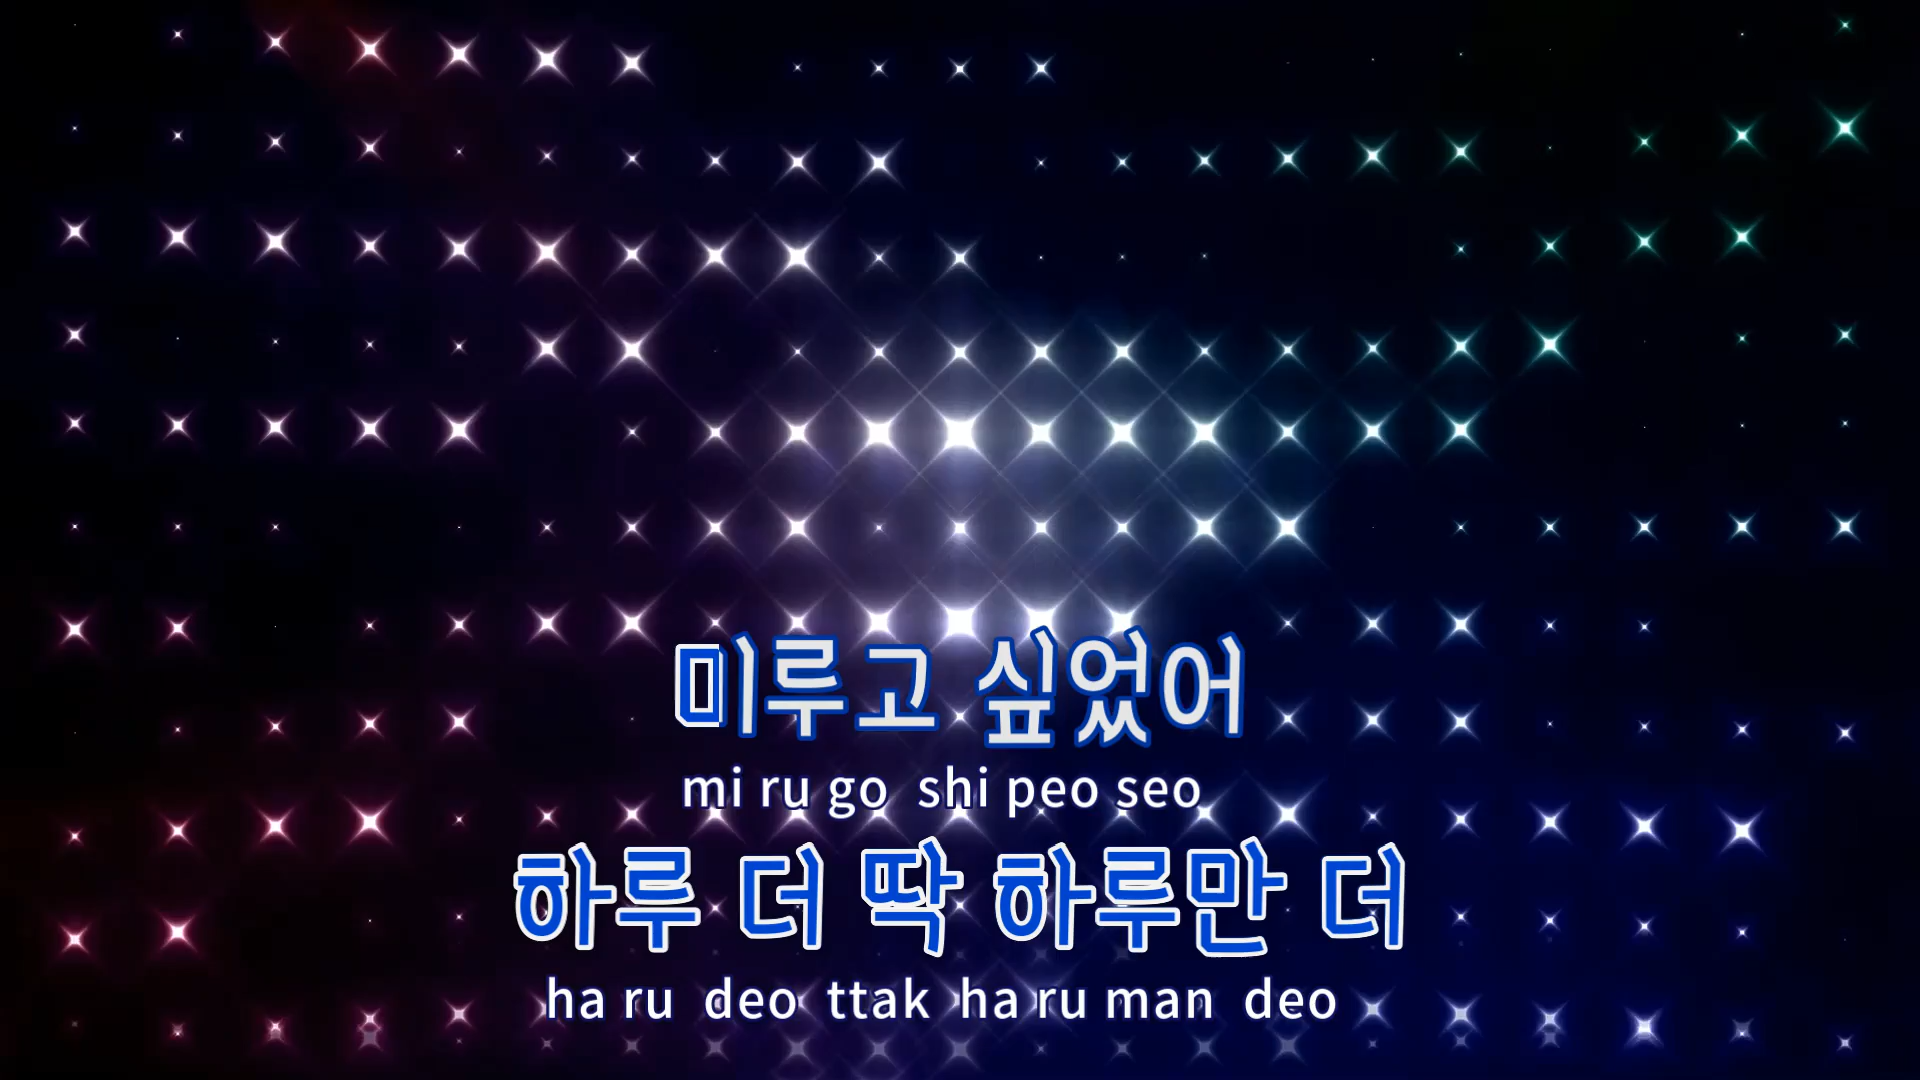 미루고 싶었어
mi ru go shi peo seo
하루 더 딱 하루만 더
ha ru deo ttak ha ru man deo